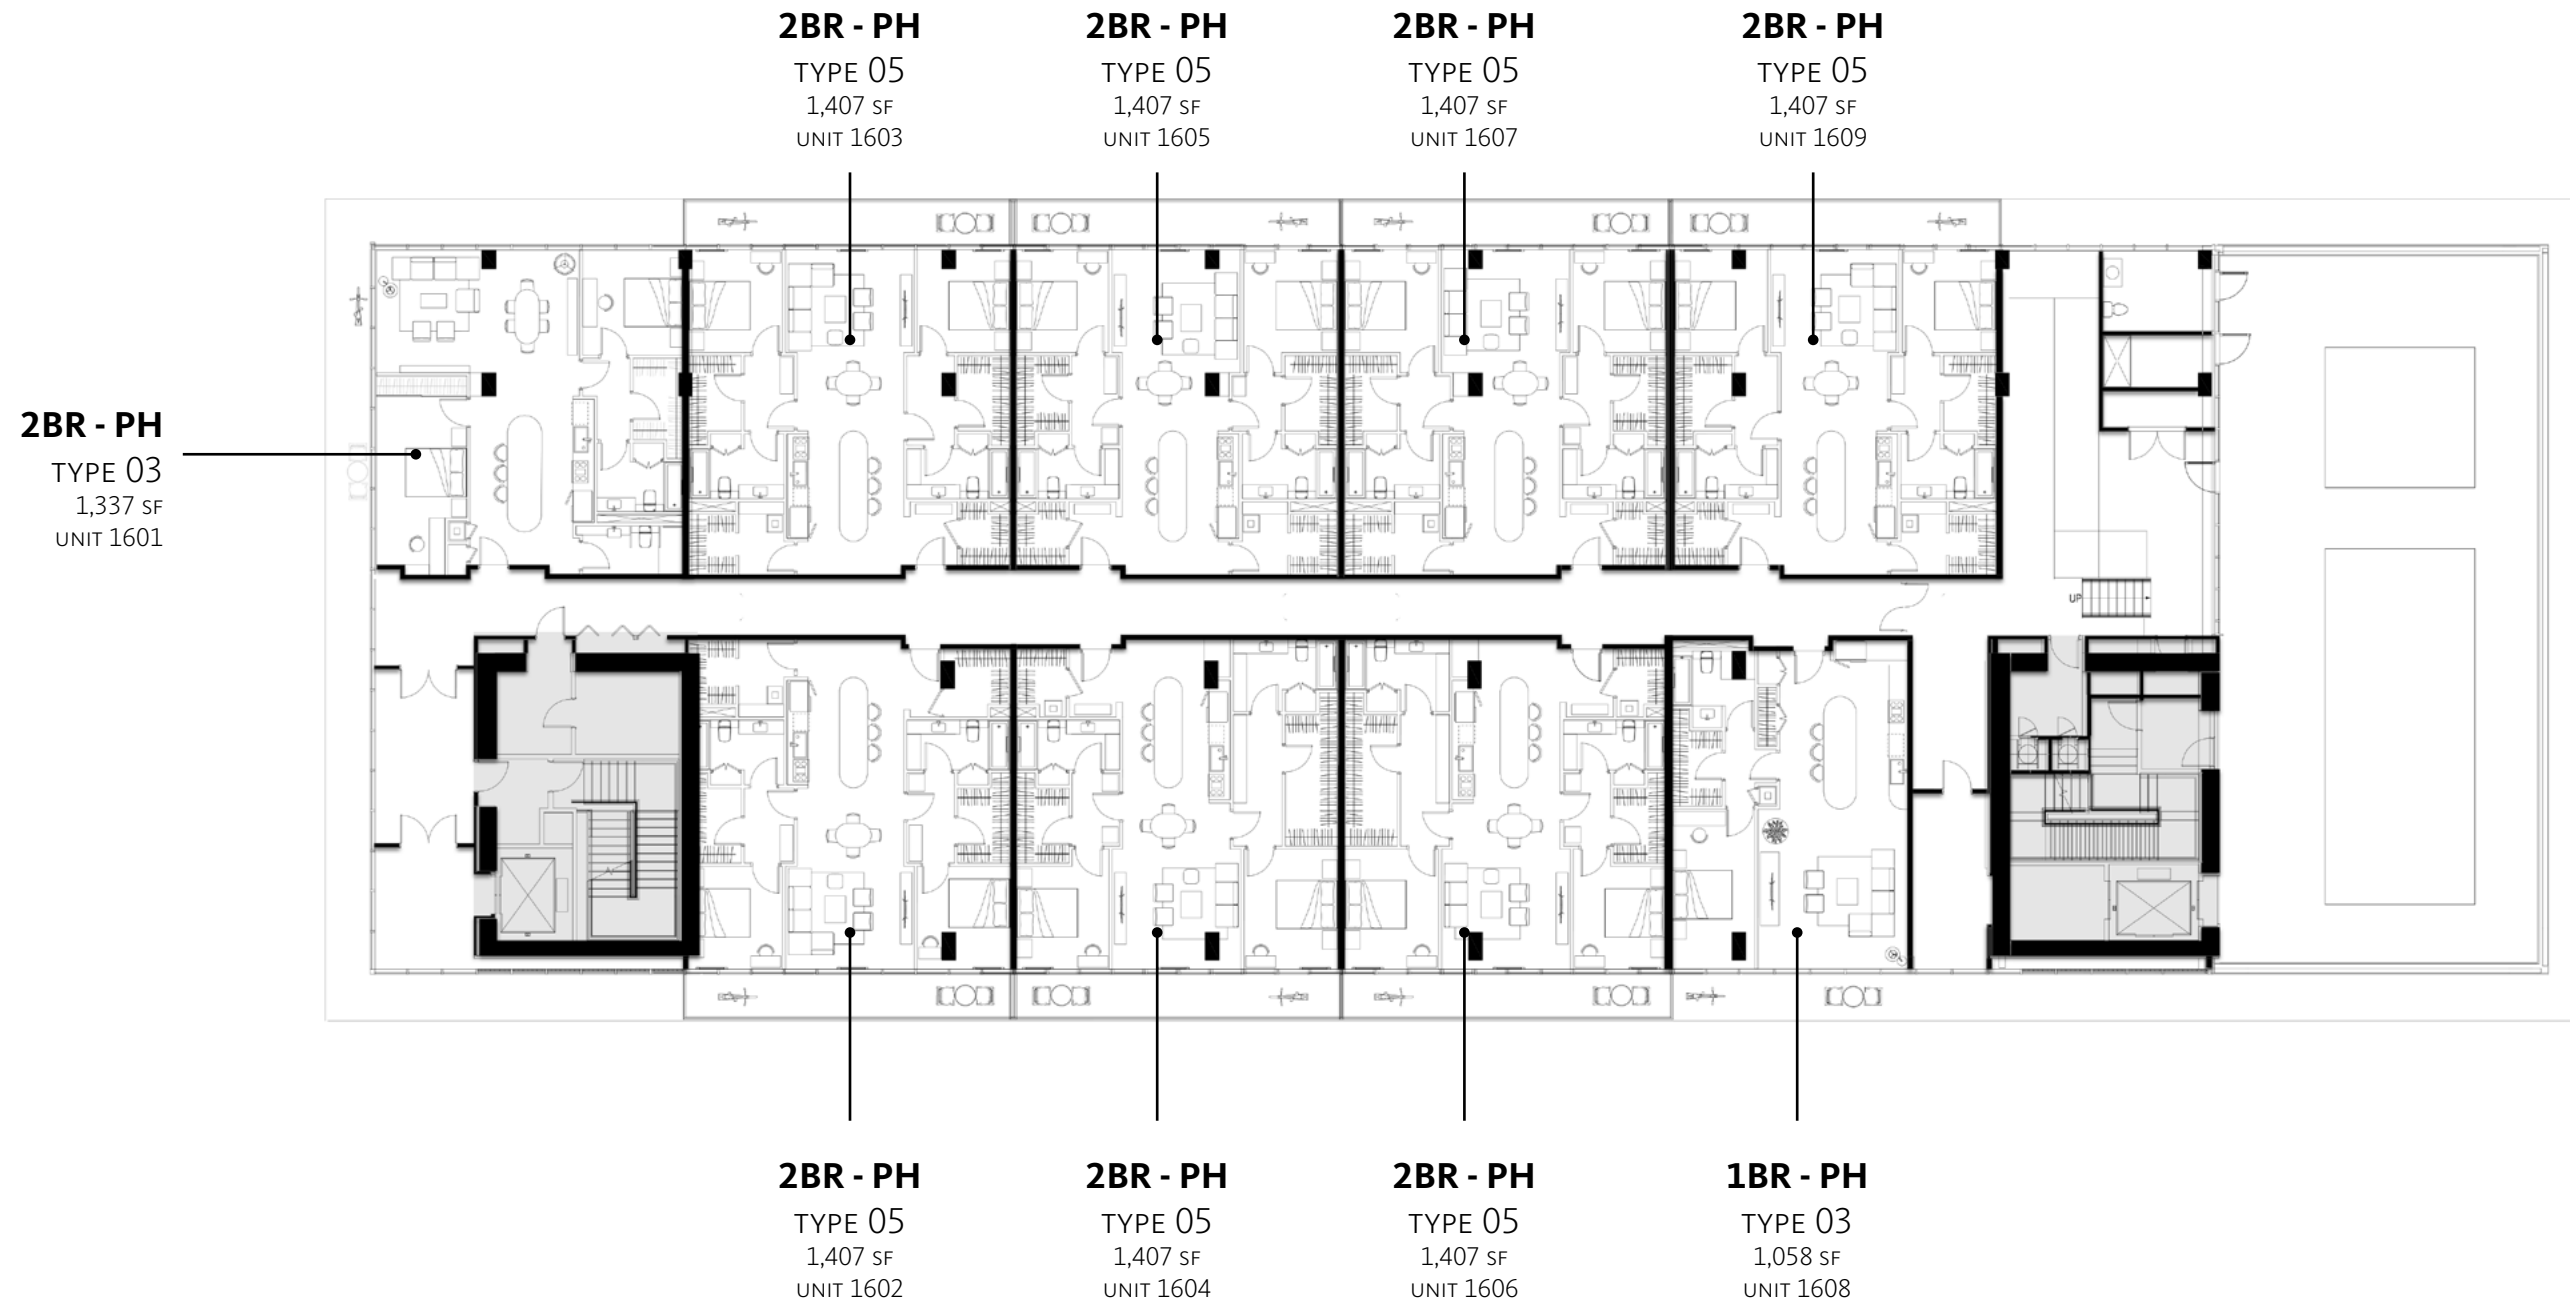 2BR - PH
TYPE 05
1,407 SF
UNIT 1603
2BR - PH
TYPE 05
1,407 SF
UNIT 1605
2BR - PH
TYPE 05
1,407 SF
UNIT 1607
2BR - PH
TYPE 05
1,407 SF
UNIT 1609
2BR - PH
TYPE 03
1,337 SF
UNIT 1601
UP
2BR - PH
TYPE 05
1,407 SF
UNIT 1602
2BR - PH
TYPE 05
1,407 SF
UNIT 1604
2BR - PH
TYPE 05
1,407 SF
UNIT 1606
1BR - PH
TYPE 03
1,058 SF
UNIT 1608